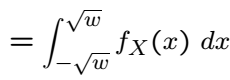 = ∫_{-√w}^{√w} f_X(x) dx